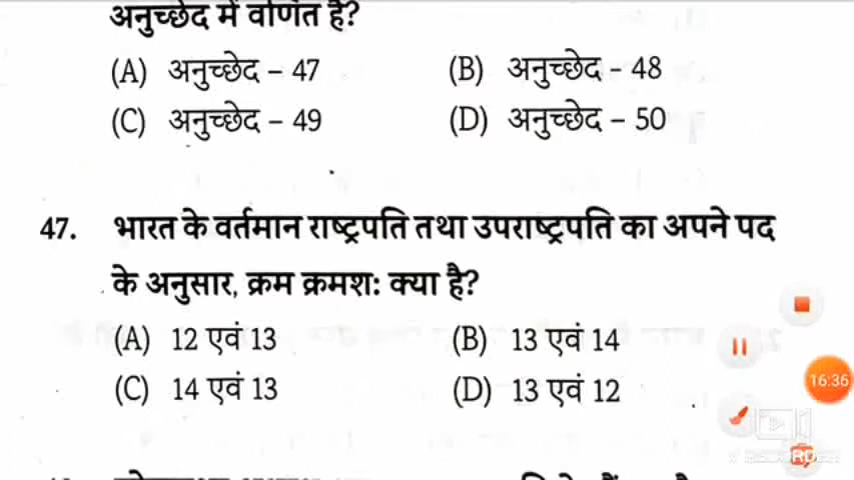 अनुच्छेद में वर्णित है?
(A) अनुच्छेद – 47 (B) अनुच्छेद – 48
(C) अनुच्छेद – 49 (D) अनुच्छेद – 50
47. भारत के वर्तमान राष्ट्रपति तथा उपराष्ट्रपति का अपने पद
के अनुसार, क्रम क्रमश: क्या है?
(A) 12 एवं 13 (B) 13 एवं 14
(C) 14 एवं 13 (D) 13 एवं 12
16:36